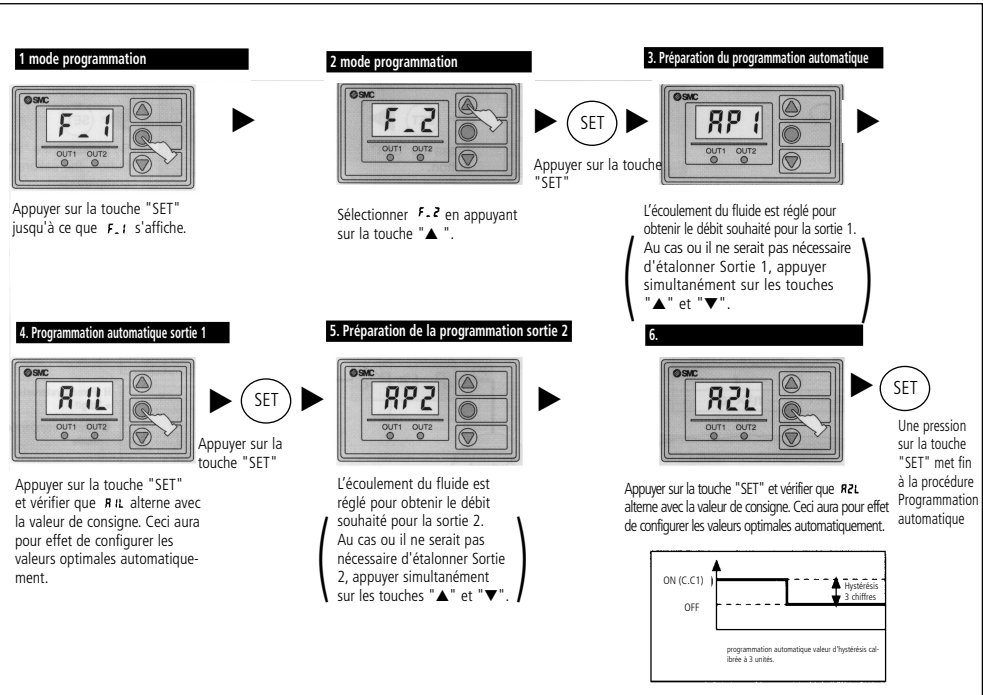 1 mode programmation
SMC
F_1
OUT1 OUT2
Appuyer sur la touche "SET"
jusqu'à ce que F_1 s'affiche.
2 mode programmation
SMC
F_2
OUT1 OUT2
Sélectionner F_2 en appuyant
sur la touche "▲ ".
SET
Appuyer sur la touche
"SET"
3. Préparation du programmation automatique
SMC
AP1
OUT1 OUT2
L'écoulement du fluide est réglé pour
obtenir le débit souhaité pour la sortie 1.
Au cas ou il ne serait pas nécessaire
d'étalonner Sortie 1, appuyer
simultanément sur les touches
"▲" et "▼".
4. Programmation automatique sortie 1
SMC
A1L
OUT1 OUT2
Appuyer sur la touche "SET"
et vérifier que A1L alterne avec
la valeur de consigne. Ceci aura
pour effet de configurer les
valeurs optimales automatique-
ment.
SET
Appuyer sur la
touche "SET"
5. Préparation de la programmation sortie 2
SMC
AP2
OUT1 OUT2
L'écoulement du fluide est
réglé pour obtenir le débit
souhaité pour la sortie 2.
Au cas ou il ne serait pas
nécessaire d'étalonner Sortie
2, appuyer simultanément
sur les touches "▲" et "▼".
6.
SMC
A2L
OUT1 OUT2
Appuyer sur la touche "SET" et vérifier que A2L
alterne avec la valeur de consigne. Ceci aura pour effet
de configurer les valeurs optimales automatiquement.
SET
Une pression
sur la touche
"SET" met fin
à la procédure
Programmation
automatique
ON (C.C1)
OFF
Hystérésis
3 chiffres
programmation automatique valeur d'hystérésis cal-
ibrée à 3 unités.